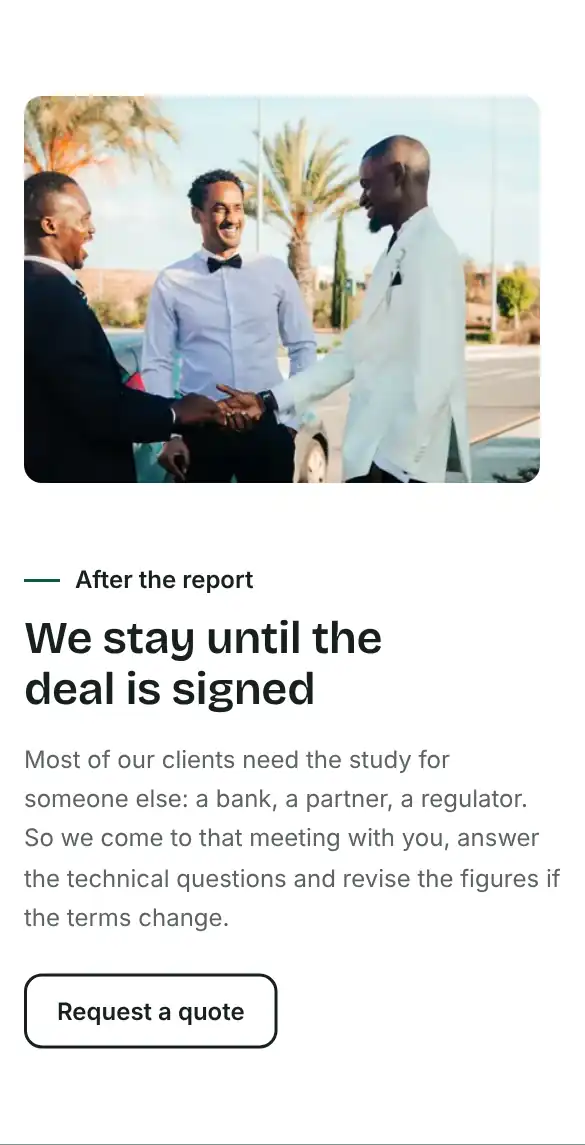 After the report
We stay until the
deal is signed
Most of our clients need the study for
someone else: a bank, a partner, a regulator.
So we come to that meeting with you, answer
the technical questions and revise the figures if
the terms change.
Request a quote